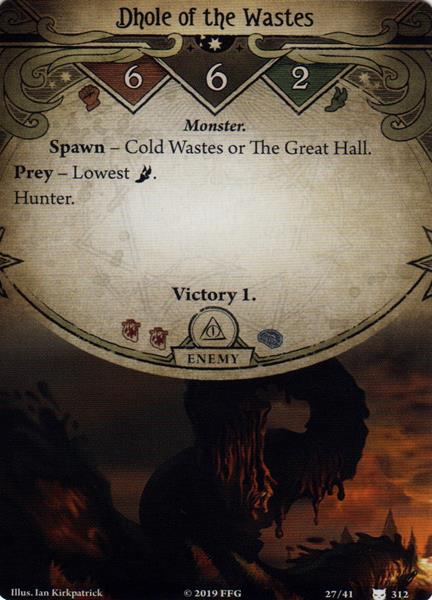 Dhole of the Wastes
6 6 2
Monster.
Spawn – Cold Wastes or The Great Hall.
Prey – Lowest .
Hunter.
Victory 1.
ENEMY
Illus. Ian Kirkpatrick © 2019 FFG 27/41 312